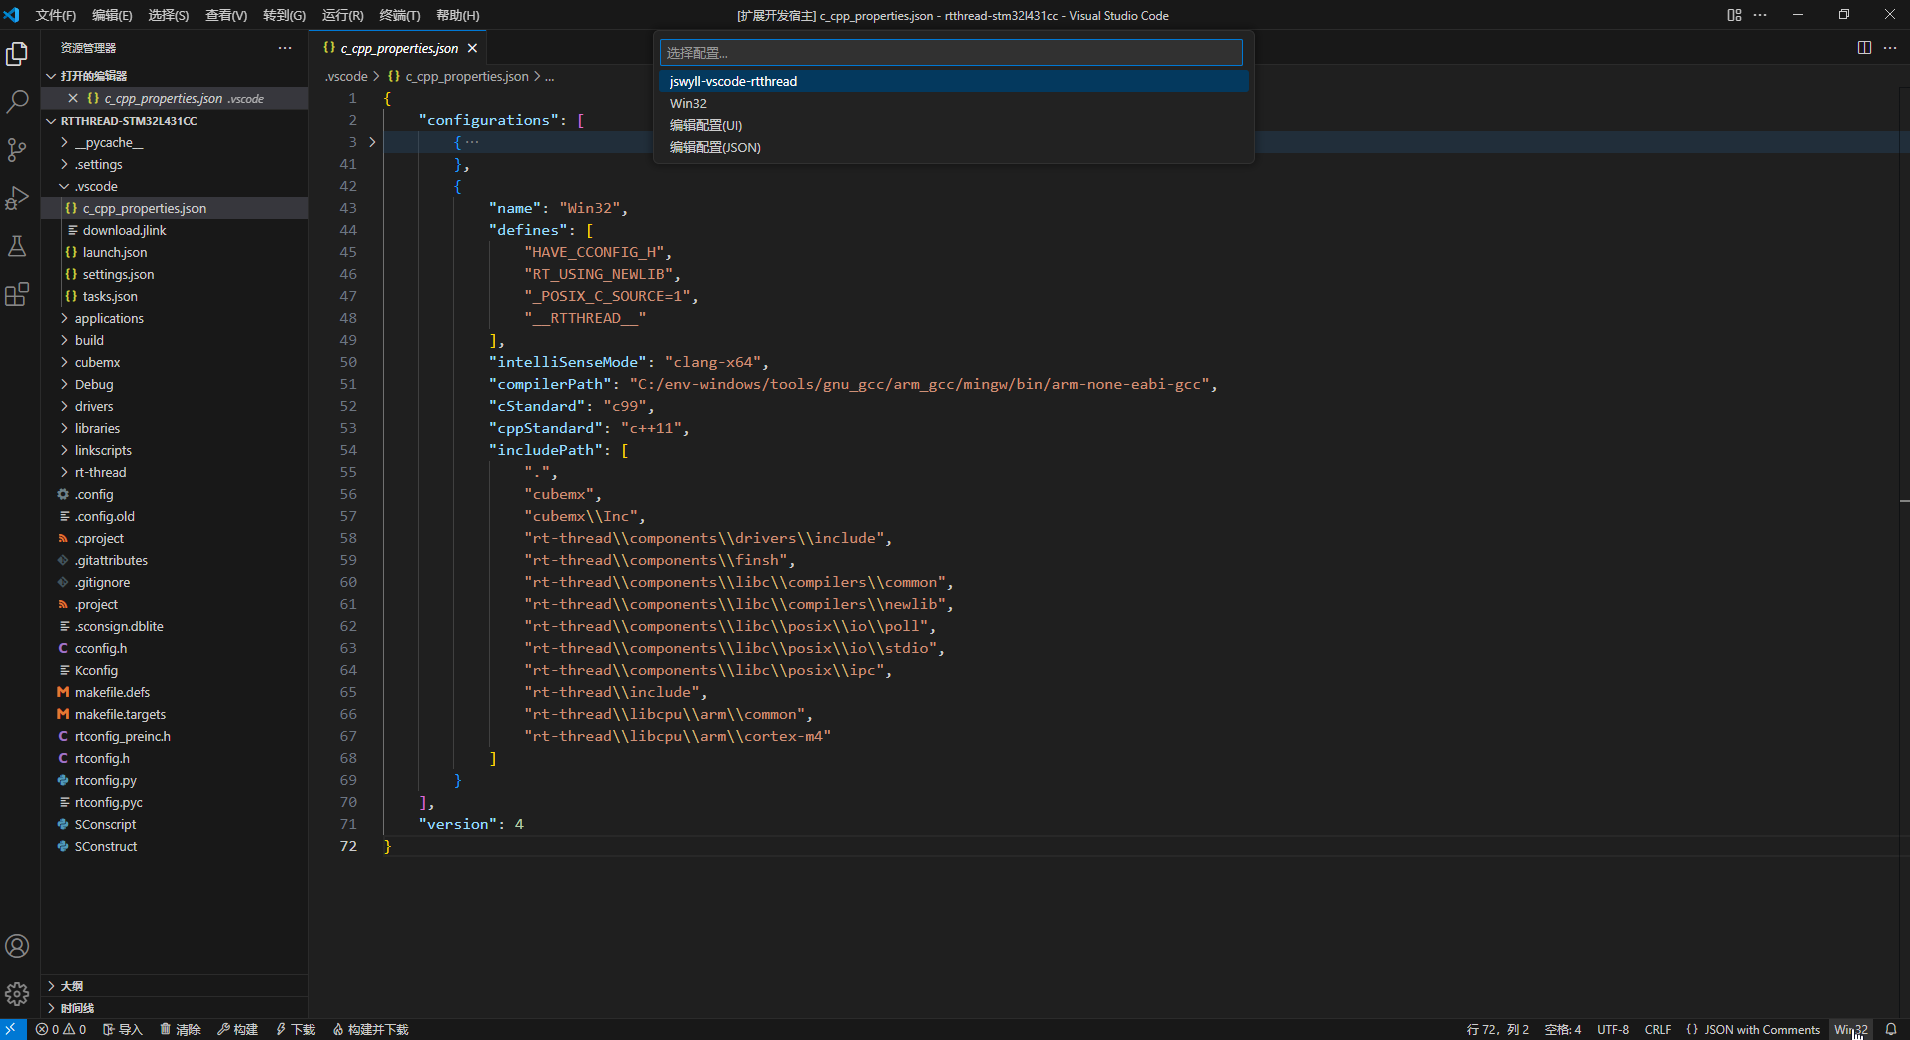 文件(F) 编辑(E) 选择(S) 查看(V) 转到(G) 运行(R) 终端(T) 帮助(H) [扩展开发宿主] c_cpp_properties.json - rtthread-stm32l431cc - Visual Studio Code
资源管理器
打开的编辑器
c_cpp_properties.json .vscode
RTTHREAD-STM32L431CC
__pycache__
.settings
.vscode
c_cpp_properties.json
download.jlink
launch.json
settings.json
tasks.json
applications
build
cubemx
Debug
drivers
libraries
linkscripts
rt-thread
.config
.config.old
.cproject
.gitattributes
.gitignore
.project
.sconsign.dblite
cconfig.h
Kconfig
makefile.defs
makefile.targets
rtconfig_preinc.h
rtconfig.h
rtconfig.py
rtconfig.pyc
SConscript
SConstruct
大纲
时间线
{} c_cpp_properties.json
.vscode > {} c_cpp_properties.json > ...
选择配置...
jswyll-vscode-rtthread
Win32
编辑配置(UI)
编辑配置(JSON)
1 {
2 "configurations": [
3 { ...
41 },
42 {
43 "name": "Win32",
44 "defines": [
45 "HAVE_CCONFIG_H",
46 "RT_USING_NEWLIB",
47 "_POSIX_C_SOURCE=1",
48 "__RTTHREAD__"
49 ],
50 "intelliSenseMode": "clang-x64",
51 "compilerPath": "C:/env-windows/tools/gnu_gcc/arm_gcc/mingw/bin/arm-none-eabi-gcc",
52 "cStandard": "c99",
53 "cppStandard": "c++11",
54 "includePath": [
55 ".",
56 "cubemx",
57 "cubemx\\Inc",
58 "rt-thread\\components\\drivers\\include",
59 "rt-thread\\components\\finsh",
60 "rt-thread\\components\\libc\\compilers\\common",
61 "rt-thread\\components\\libc\\compilers\\newlib",
62 "rt-thread\\components\\libc\\posix\\io\\poll",
63 "rt-thread\\components\\libc\\posix\\io\\stdio",
64 "rt-thread\\components\\libc\\posix\\ipc",
65 "rt-thread\\include",
66 "rt-thread\\libcpu\\arm\\common",
67 "rt-thread\\libcpu\\arm\\cortex-m4"
68 ]
69 }
70 ],
71 "version": 4
72 }
0 0 导入 清除 构建 下载 构建并下载 行 72，列 2 空格: 4 UTF-8 CRLF {} JSON with Comments Win32